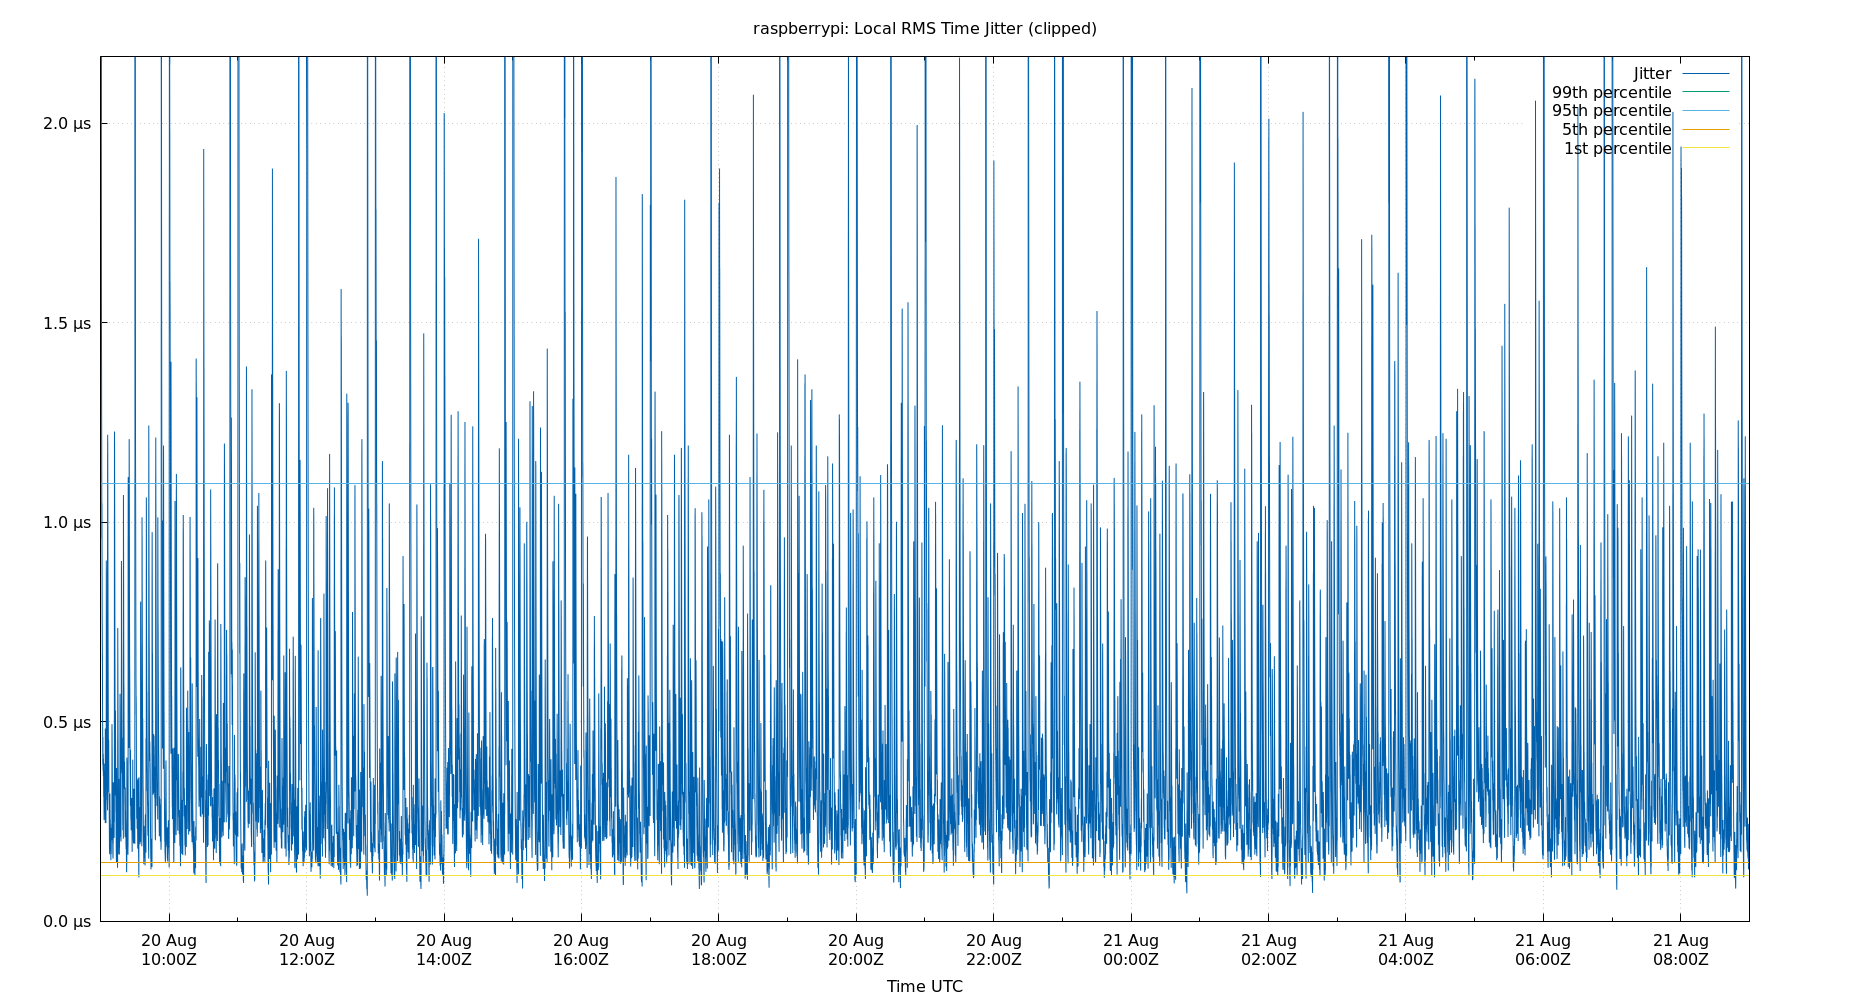 raspberrypi: Local RMS Time Jitter (clipped)
Jitter
99th percentile
95th percentile
5th percentile
1st percentile
2.0 µs
1.5 µs
1.0 µs
0.5 µs
0.0 µs
20 Aug 20 Aug 20 Aug 20 Aug 20 Aug 20 Aug 20 Aug 21 Aug 21 Aug 21 Aug 21 Aug 21 Aug
10:00Z 12:00Z 14:00Z 16:00Z 18:00Z 20:00Z 22:00Z 00:00Z 02:00Z 04:00Z 06:00Z 08:00Z
Time UTC